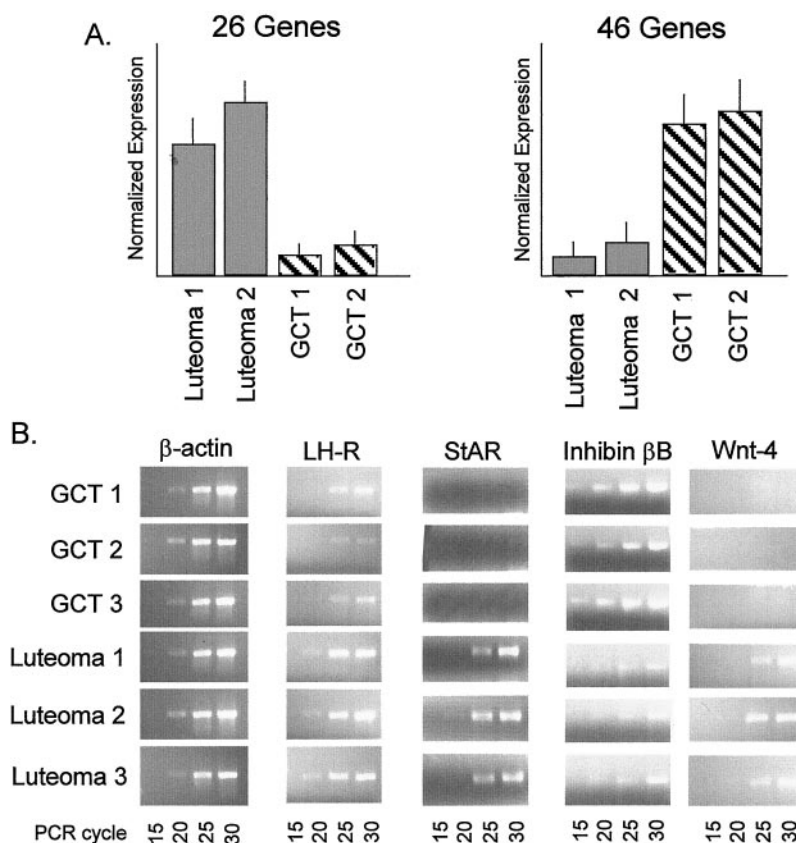 A.
26 Genes
46 Genes
Normalized Expression
Normalized Expression
Luteoma 1
Luteoma 2
GCT 1
GCT 2
Luteoma 1
Luteoma 2
GCT 1
GCT 2
B.
β-actin LH-R StAR Inhibin βB Wnt-4
GCT 1
GCT 2
GCT 3
Luteoma 1
Luteoma 2
Luteoma 3
PCR cycle 15 20 25 30 15 20 25 30 15 20 25 30 15 20 25 30 15 20 25 30